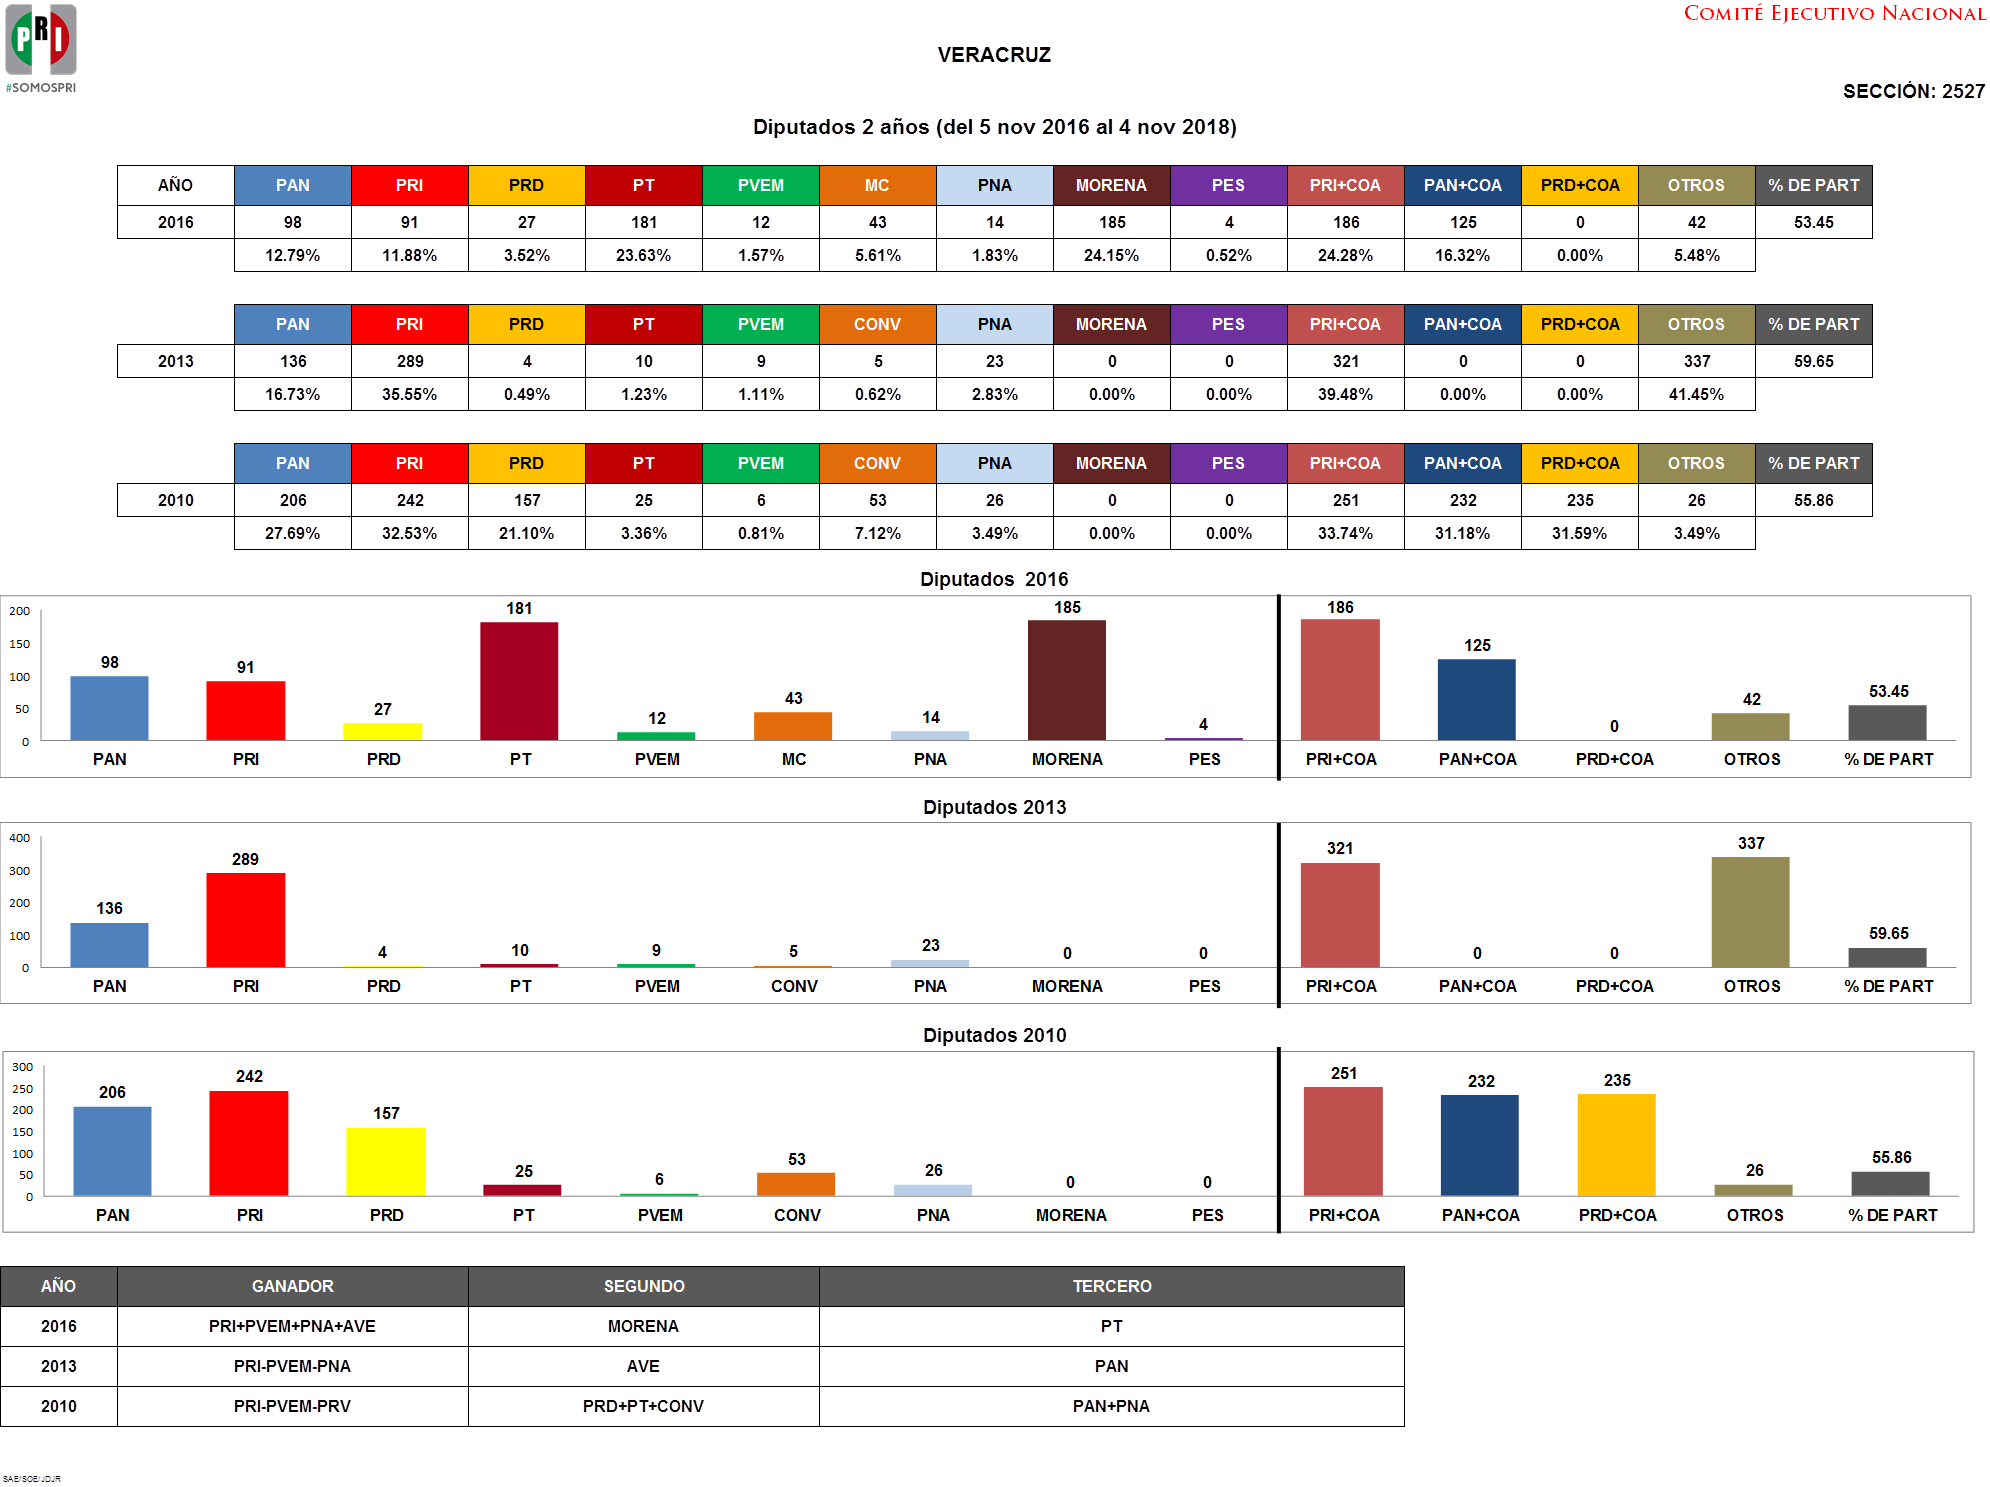 PRI
#SOMOSPRI
COMITÉ EJECUTIVO NACIONAL
VERACRUZ
SECCIÓN: 2527
Diputados 2 años (del 5 nov 2016 al 4 nov 2018)
AÑO PAN PRI PRD PT PVEM MC PNA MORENA PES PRI+COA PAN+COA PRD+COA OTROS % DE PART
2016 98 91 27 181 12 43 14 185 4 186 125 0 42 53.45
12.79% 11.88% 3.52% 23.63% 1.57% 5.61% 1.83% 24.15% 0.52% 24.28% 16.32% 0.00% 5.48%
PAN PRI PRD PT PVEM CONV PNA MORENA PES PRI+COA PAN+COA PRD+COA OTROS % DE PART
2013 136 289 4 10 9 5 23 0 0 321 0 0 337 59.65
16.73% 35.55% 0.49% 1.23% 1.11% 0.62% 2.83% 0.00% 0.00% 39.48% 0.00% 0.00% 41.45%
PAN PRI PRD PT PVEM CONV PNA MORENA PES PRI+COA PAN+COA PRD+COA OTROS % DE PART
2010 206 242 157 25 6 53 26 0 0 251 232 235 26 55.86
27.69% 32.53% 21.10% 3.36% 0.81% 7.12% 3.49% 0.00% 0.00% 33.74% 31.18% 31.59% 3.49%
Diputados  2016
200
150
100
50
0
98 91 27 181 12 43 14 185 4 186 125 0 42 53.45
PAN PRI PRD PT PVEM MC PNA MORENA PES PRI+COA PAN+COA PRD+COA OTROS % DE PART
Diputados 2013
400
300
200
100
0
136 289 4 10 9 5 23 0 0 321 0 0 337 59.65
PAN PRI PRD PT PVEM CONV PNA MORENA PES PRI+COA PAN+COA PRD+COA OTROS % DE PART
Diputados 2010
300
250
200
150
100
50
0
206 242 157 25 6 53 26 0 0 251 232 235 26 55.86
PAN PRI PRD PT PVEM CONV PNA MORENA PES PRI+COA PAN+COA PRD+COA OTROS % DE PART
AÑO GANADOR SEGUNDO TERCERO
2016 PRI+PVEM+PNA+AVE MORENA PT
2013 PRI-PVEM-PNA AVE PAN
2010 PRI-PVEM-PRV PRD+PT+CONV PAN+PNA
SAE/SOE/JDJR